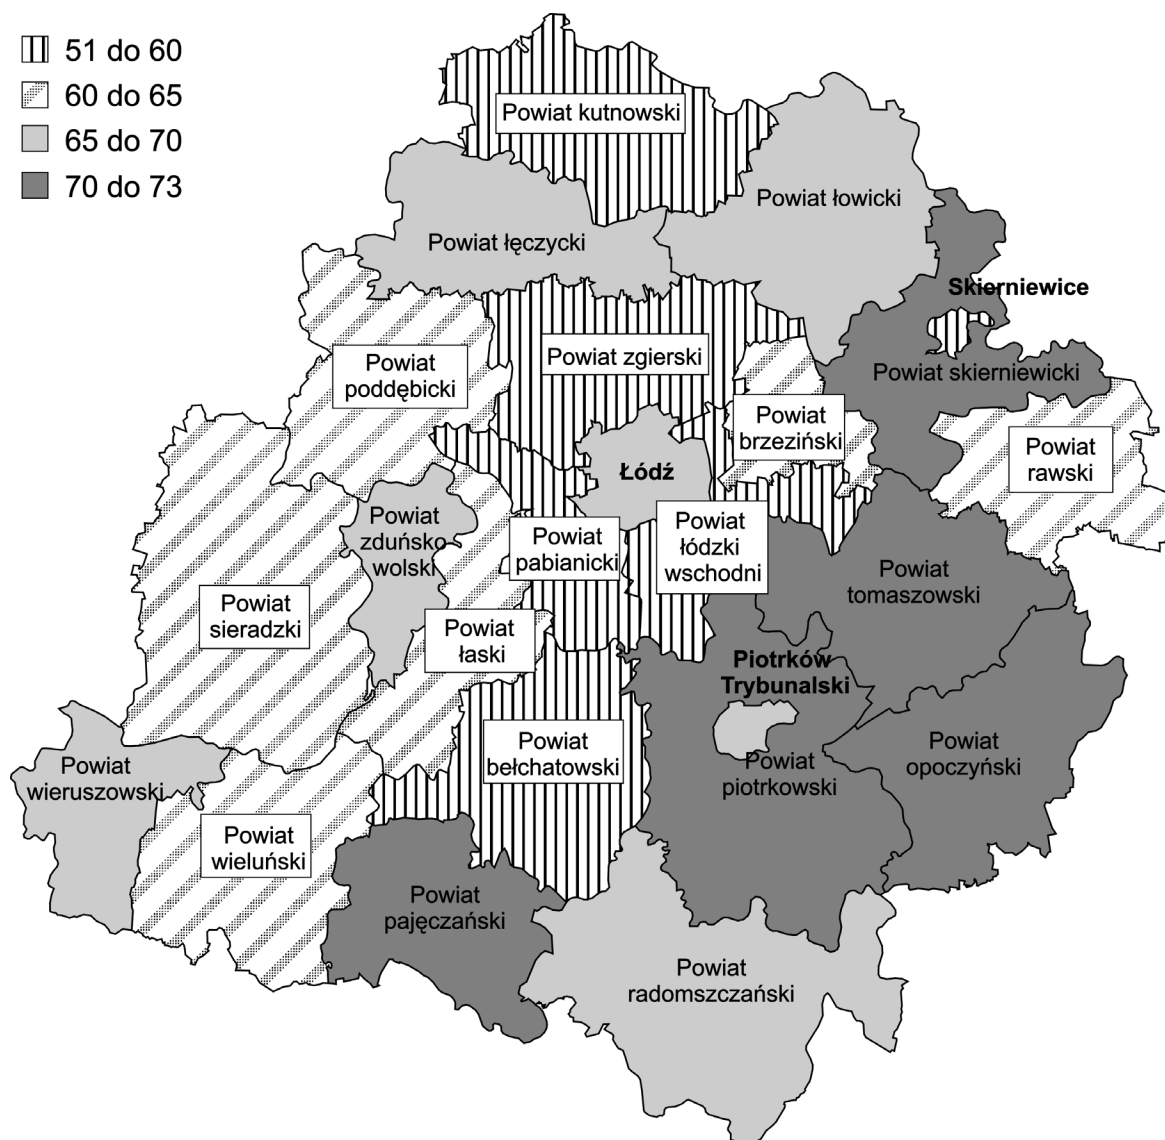 51 do 60
60 do 65
65 do 70
70 do 73
Powiat kutnowski
Powiat łowicki
Powiat łęczycki
Skierniewice
Powiat zgierski
Powiat
poddębicki
Powiat skierniewicki
Powiat
brzeziński
Powiat
rawski
Łódź
Powiat
zduńsko
wolski
Powiat
pabianicki
Powiat
łódzki
wschodni
Powiat
tomaszowski
Powiat
sieradzki
Powiat
łaski
Piotrków
Trybunalski
Powiat
wieruszowski
Powiat
bełchatowski
Powiat
piotrkowski
Powiat
opoczyński
Powiat
wieluński
Powiat
pajęczański
Powiat
radomszczański